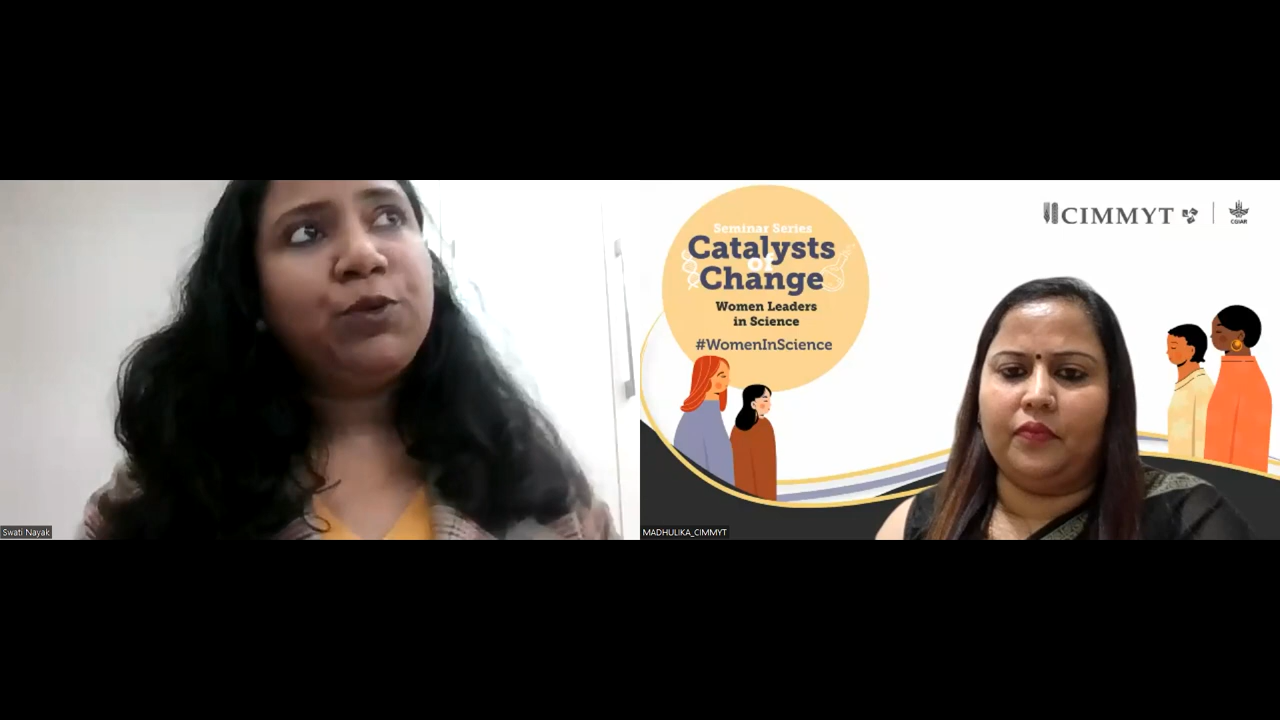 Swati Nayak
Seminar Series
Catalysts
of
Change
Women Leaders
in Science
#WomenInScience
CIMMYT
CGIAR
MADHULIKA_CIMMYT